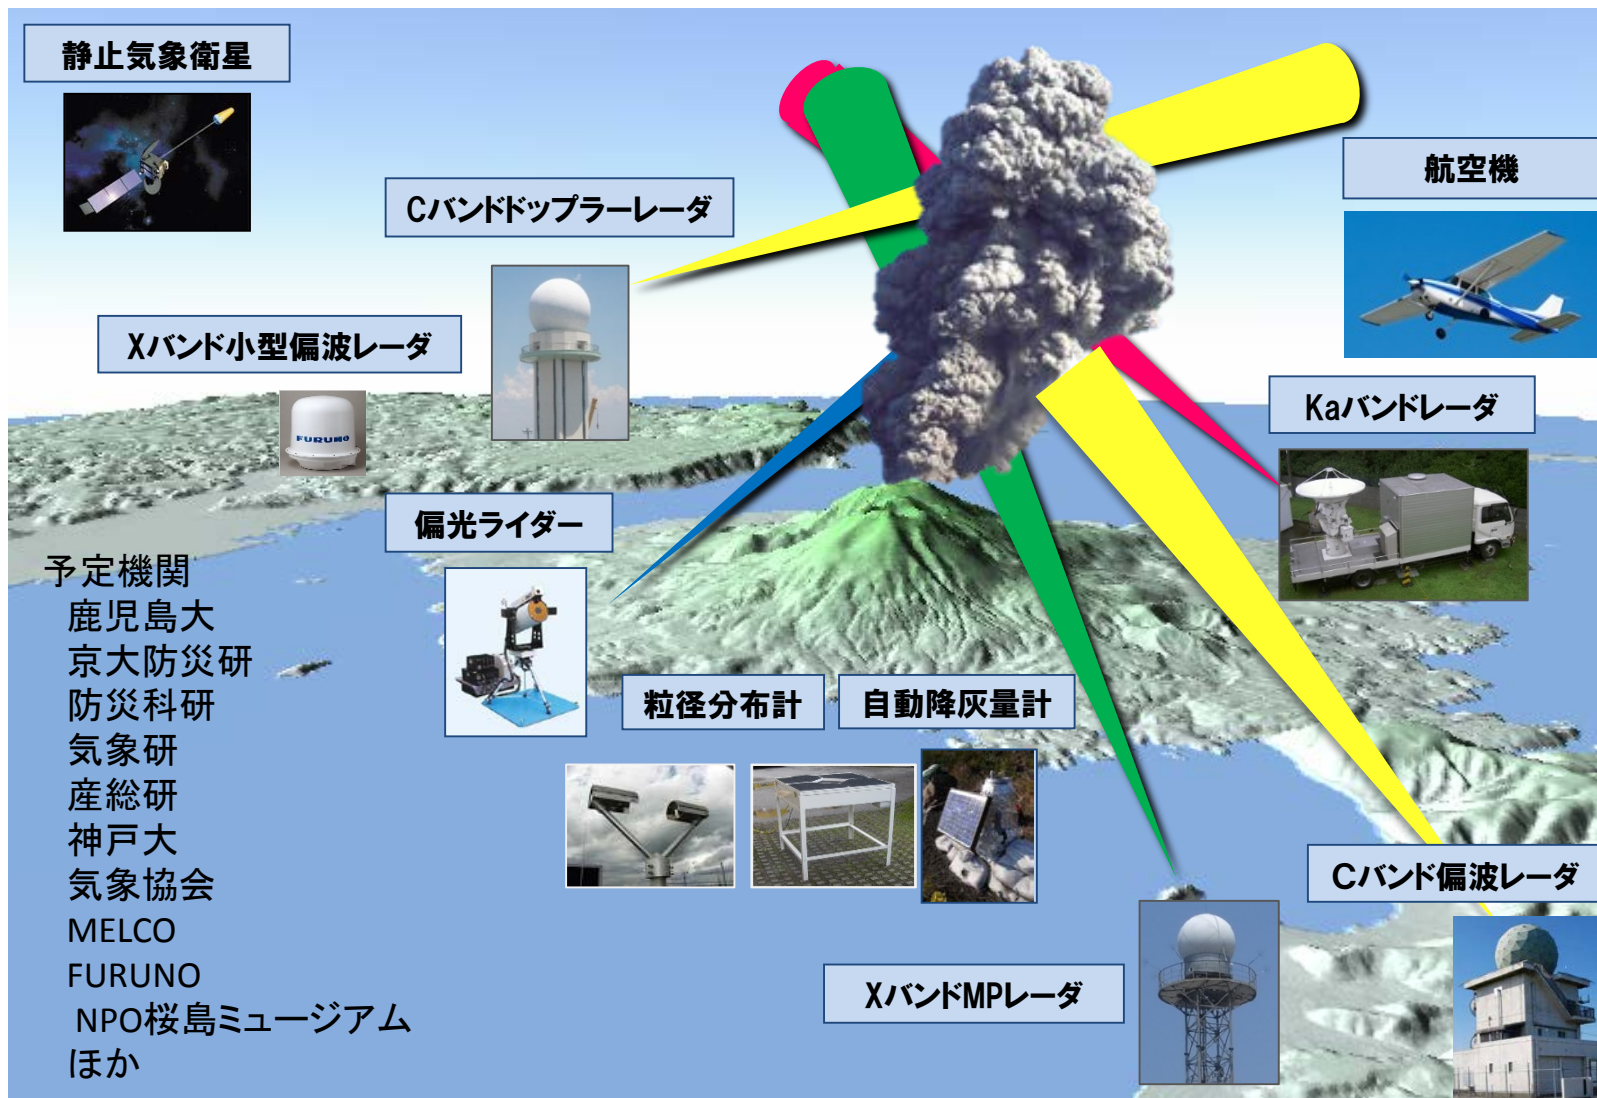 静止気象衛星
Cバンドドップラーレーダ
航空機
Xバンド小型偏波レーダ
FURUNO
Kaバンドレーダ
偏光ライダー
予定機関
鹿児島大
京大防災研
防災科研
気象研
産総研
神戸大
気象協会
MELCO
FURUNO
NPO桜島ミュージアム
ほか
粒径分布計
自動降灰量計
XバンドMPレーダ
Cバンド偏波レーダ